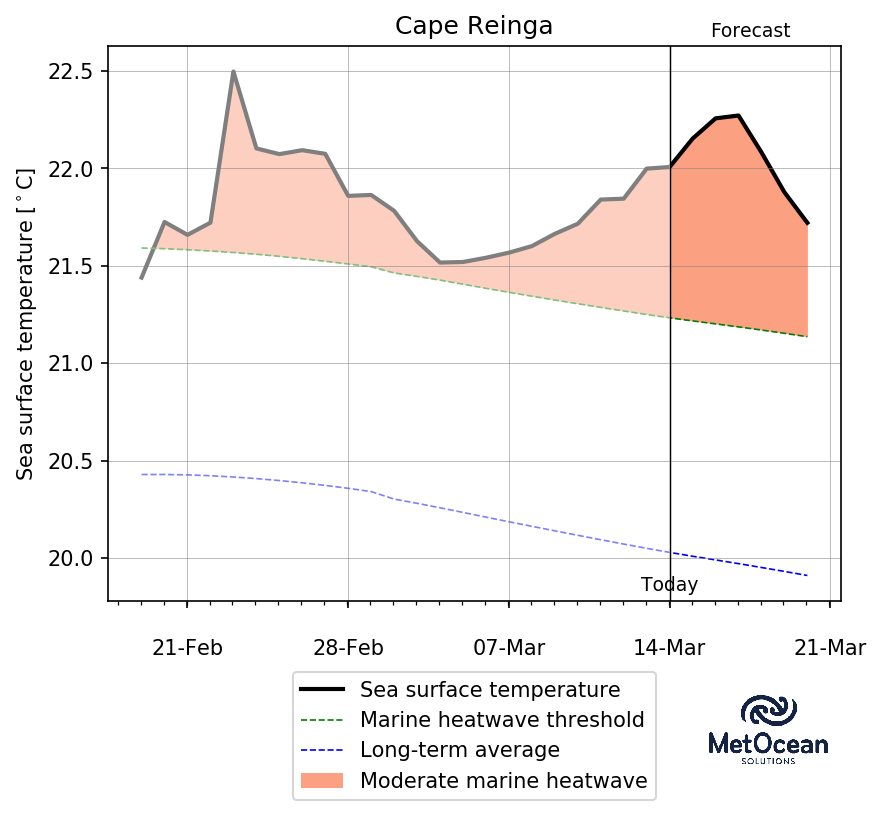 Cape Reinga
Forecast
Sea surface temperature [°C]
22.5
22.0
21.5
21.0
20.5
20.0
Today
21-Feb
28-Feb
07-Mar
14-Mar
21-Mar
Sea surface temperature
Marine heatwave threshold
Long-term average
Moderate marine heatwave
MetOcean
SOLUTIONS